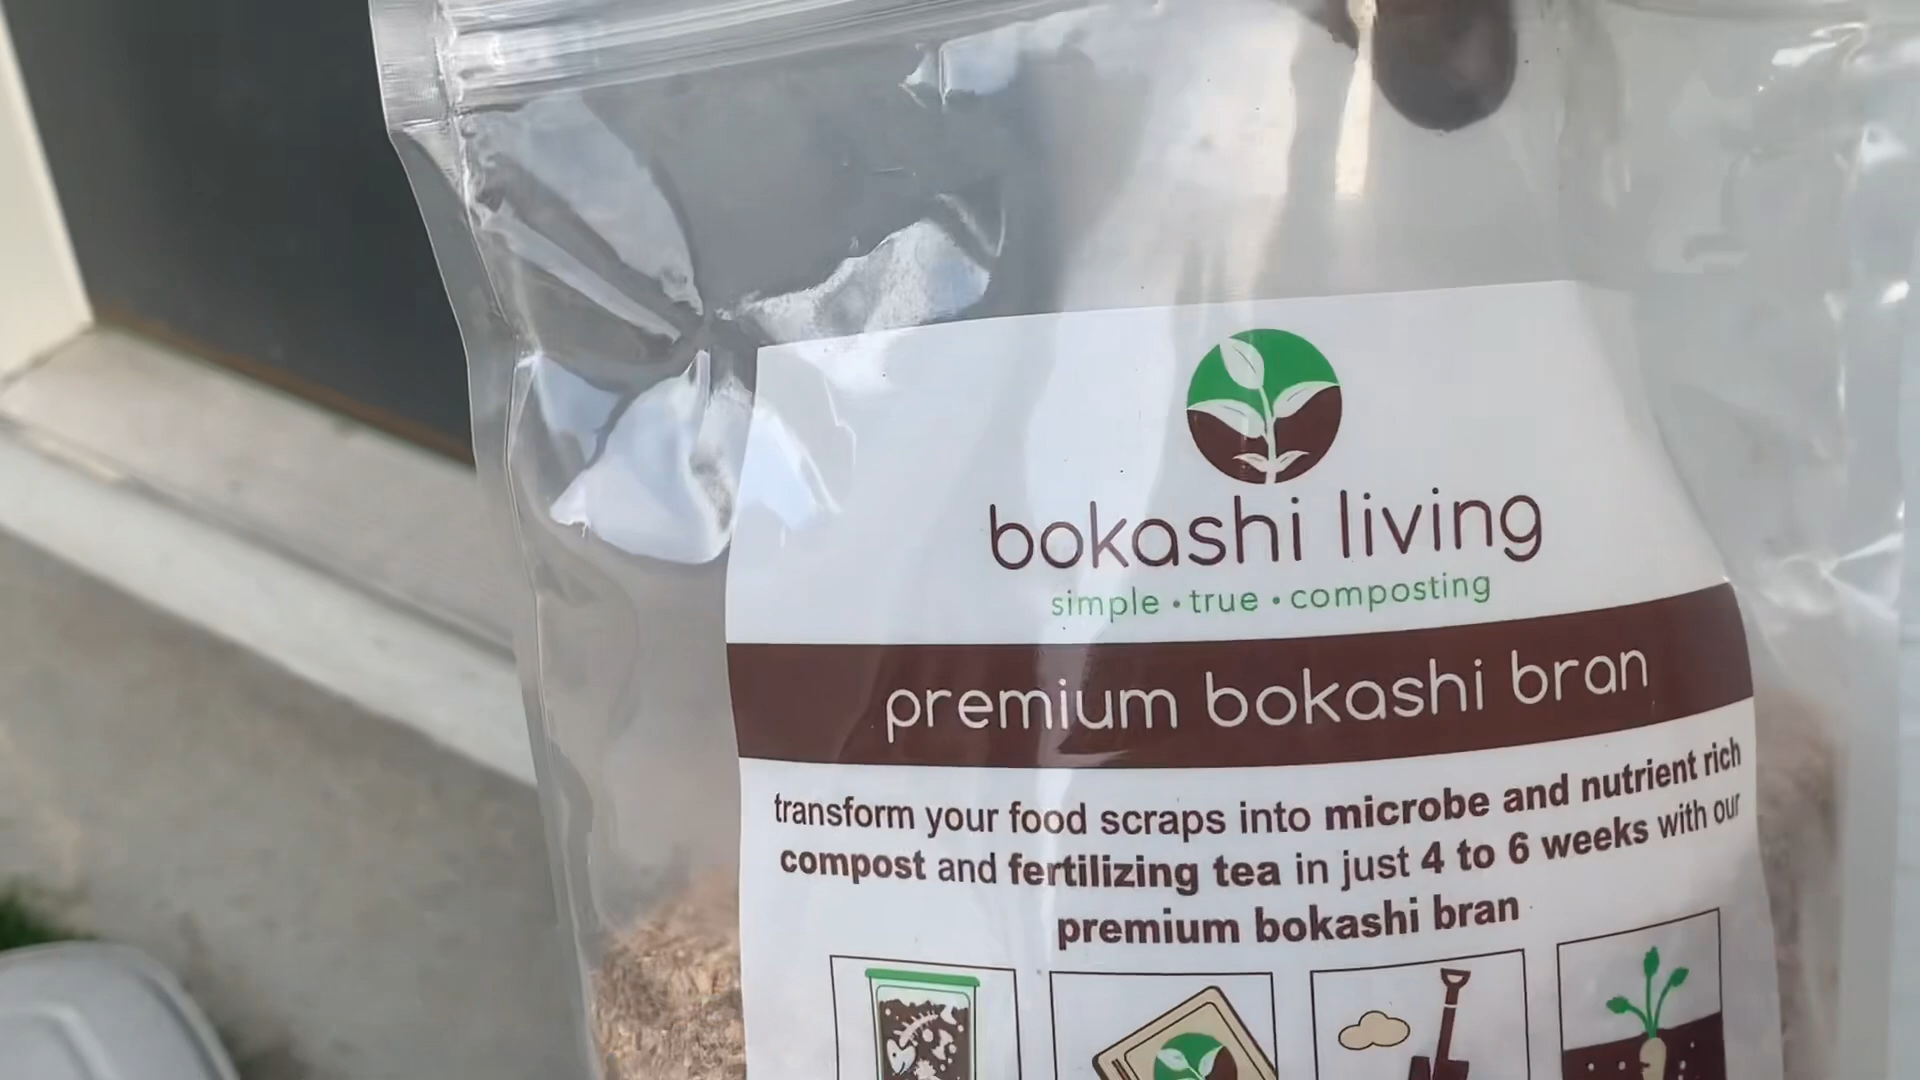 bokashi living
simple • true • composting
premium bokashi bran
transform your food scraps into microbe and nutrient rich
compost and fertilizing tea in just 4 to 6 weeks with our
premium bokashi bran